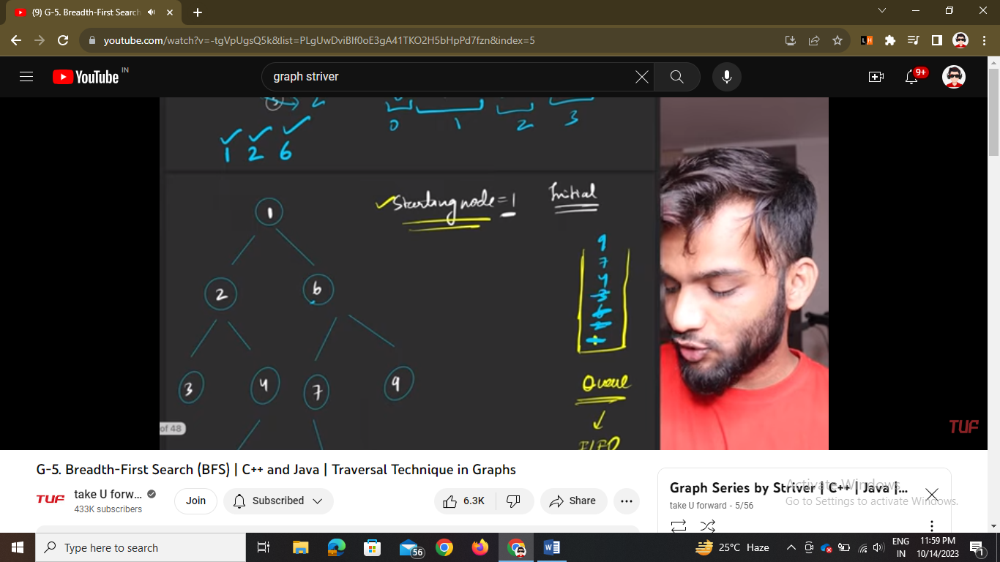 (9) G-5. Breadth-First Search
youtube.com/watch?v=-tgVpUgsQ5k&list=PLgUwDviBIf0oE3gA41TKO2H5bHpPd7fzn&index=5
YouTube IN
graph striver
9+
0 1 2 3
1 2 6
Starting node = 1 Initial
1
2 6
3 4 7 9
9
7
4
3
6
2
1
Queue
FIFO
of 48
TUF
G-5. Breadth-First Search (BFS) | C++ and Java | Traversal Technique in Graphs
TUF take U forw...
433K subscribers
Join
Subscribed
6.3K
Share
Graph Series by Striver | C++ | Java |...
take U forward - 5/56
Activate Windows
Go to Settings to activate Windows.
Type here to search
56
25°C Haze
ENG
IN
11:59 PM
10/14/2023
1